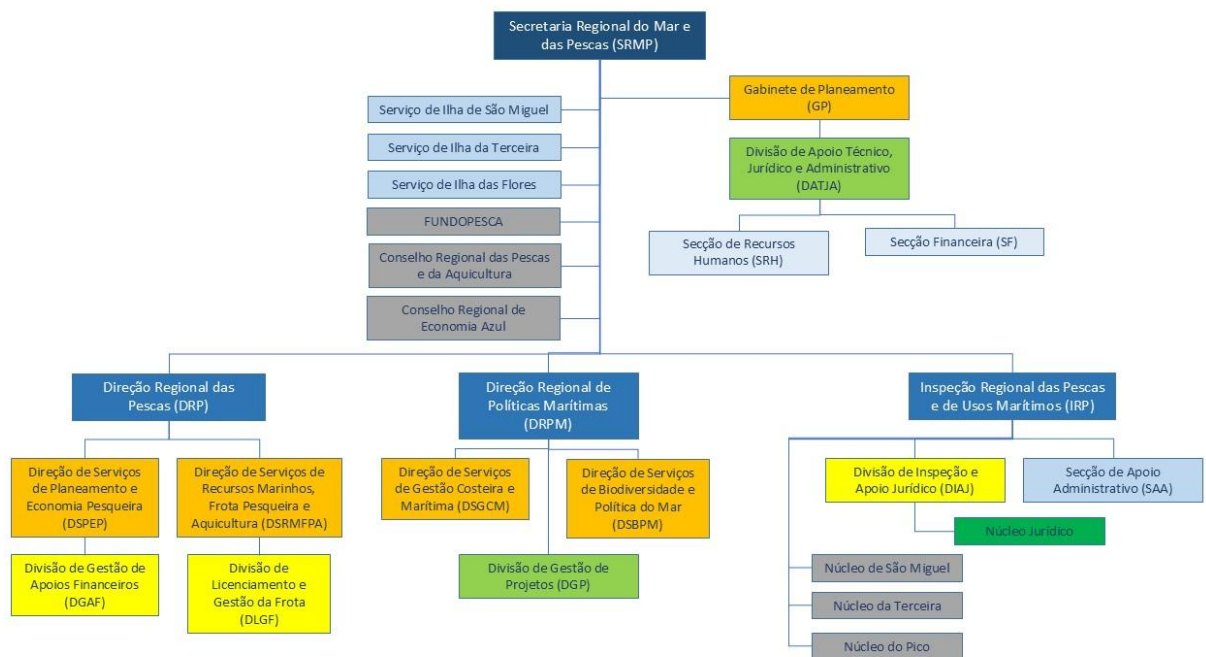 Secretaria Regional do Mar e
das Pescas (SRMP)
Gabinete de Planeamento
(GP)
Serviço de Ilha de São Miguel
Serviço de Ilha da Terceira
Serviço de Ilha das Flores
FUNDOPESCA
Conselho Regional das Pescas
e da Aquicultura
Conselho Regional de
Economia Azul
Divisão de Apoio Técnico,
Jurídico e Administrativo
(DATJA)
Secção de Recursos
Humanos (SRH)
Secção Financeira (SF)
Direção Regional das
Pescas (DRP)
Direção Regional de
Políticas Marítimas
(DRPM)
Inspeção Regional das Pescas
e de Usos Marítimos (IRP)
Direção de Serviços
de Planeamento e
Economia Pesqueira
(DSPEP)
Direção de Serviços de
Recursos Marinhos,
Frota Pesqueira e
Aquicultura (DSRMFPA)
Direção de Serviços
de Gestão Costeira e
Marítima (DSGCM)
Direção de Serviços
de Biodiversidade e
Política do Mar
(DSBPM)
Divisão de Inspeção e
Apoio Jurídico (DIAJ)
Secção de Apoio
Administrativo (SAA)
Núcleo Jurídico
Divisão de Gestão de
Apoios Financeiros
(DGAF)
Divisão de
Licenciamento e
Gestão da Frota
(DLGF)
Divisão de Gestão de
Projetos (DGP)
Núcleo de São Miguel
Núcleo da Terceira
Núcleo do Pico